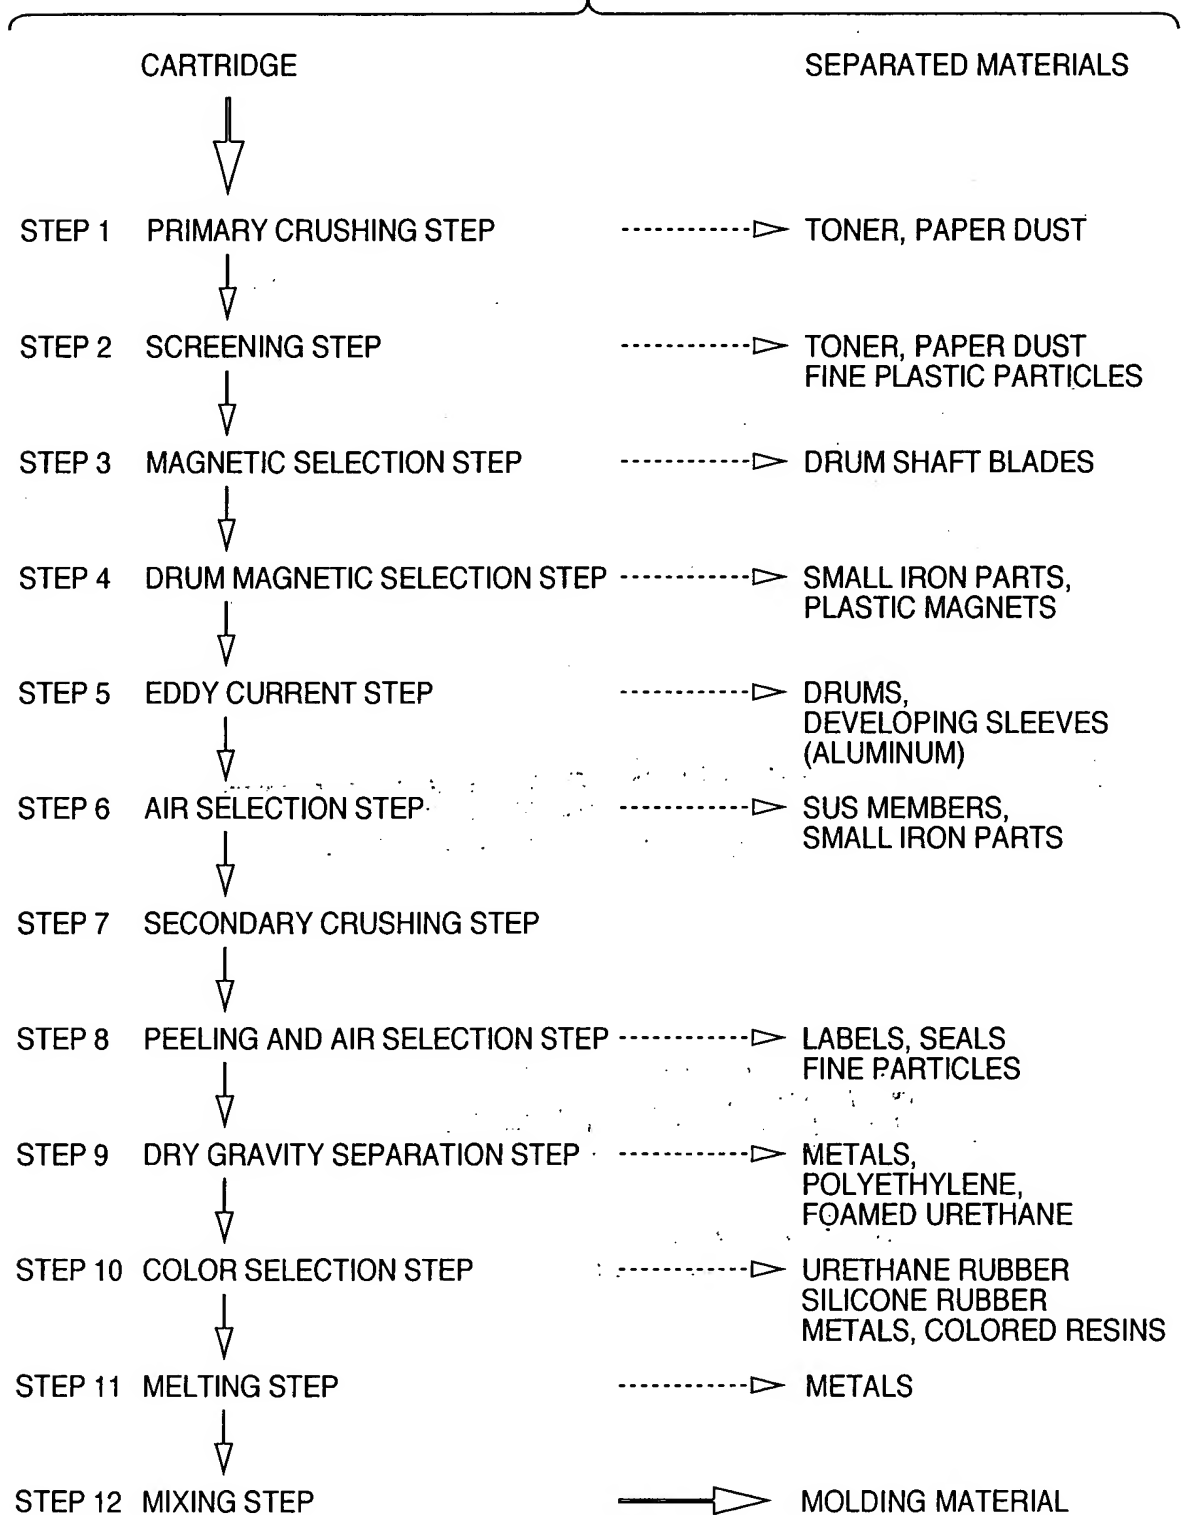 CARTRIDGE SEPARATED MATERIALS
STEP 1 PRIMARY CRUSHING STEP TONER, PAPER DUST
STEP 2 SCREENING STEP TONER, PAPER DUST
FINE PLASTIC PARTICLES
STEP 3 MAGNETIC SELECTION STEP DRUM SHAFT BLADES
STEP 4 DRUM MAGNETIC SELECTION STEP SMALL IRON PARTS,
PLASTIC MAGNETS
STEP 5 EDDY CURRENT STEP DRUMS,
DEVELOPING SLEEVES
(ALUMINUM)
STEP 6 AIR SELECTION STEP SUS MEMBERS,
SMALL IRON PARTS
STEP 7 SECONDARY CRUSHING STEP
STEP 8 PEELING AND AIR SELECTION STEP LABELS, SEALS
FINE PARTICLES
STEP 9 DRY GRAVITY SEPARATION STEP METALS,
POLYETHYLENE,
FOAMED URETHANE
STEP 10 COLOR SELECTION STEP URETHANE RUBBER
SILICONE RUBBER
METALS, COLORED RESINS
STEP 11 MELTING STEP METALS
STEP 12 MIXING STEP MOLDING MATERIAL